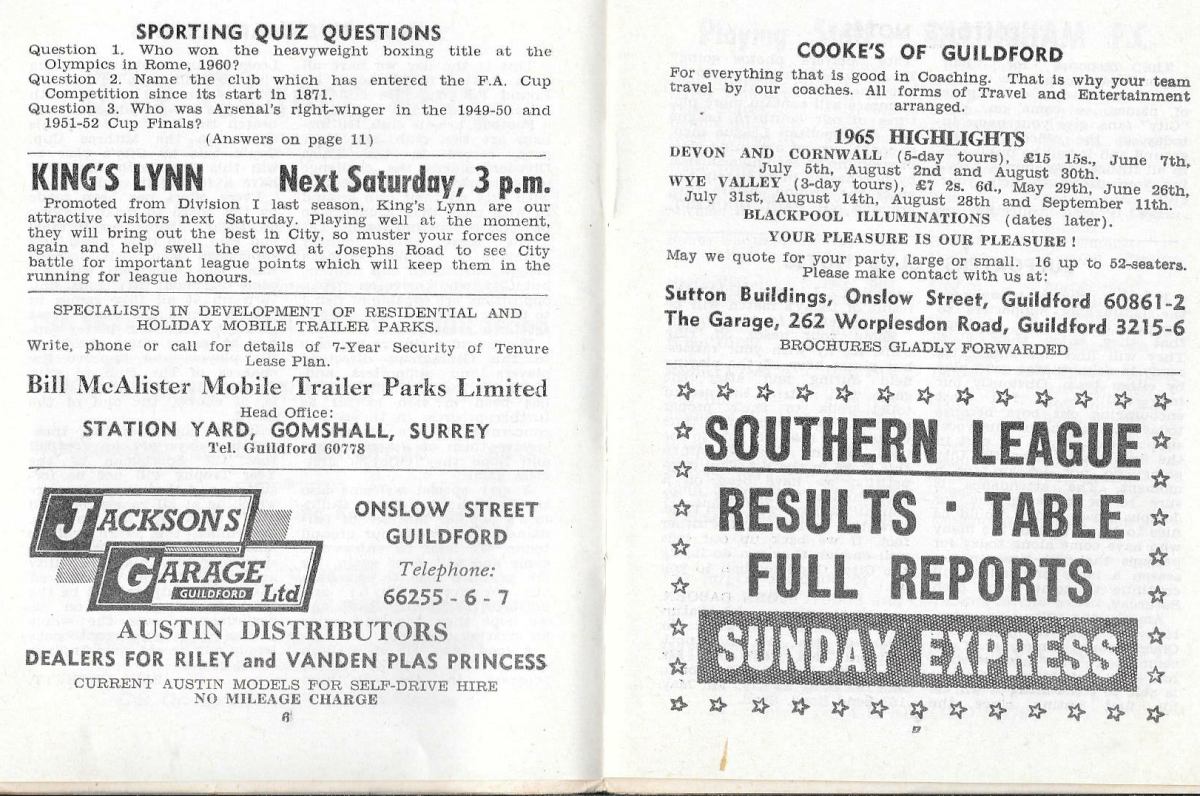 SPORTING QUIZ QUESTIONS
Question 1. Who won the heavyweight boxing title at the
Olympics in Rome, 1960?
Question 2. Name the club which has entered the F.A. Cup
Competition since its start in 1871.
Question 3. Who was Arsenal's right-winger in the 1949-50 and
1951-52 Cup Finals?
(Answers on page 11)
KING'S LYNN Next Saturday, 3 p.m.
Promoted from Division I last season, King's Lynn are our
attractive visitors next Saturday. Playing well at the moment,
they will bring out the best in City, so muster your forces once
again and help swell the crowd at Josephs Road to see City
battle for important league points which will keep them in the
running for league honours.
SPECIALISTS IN DEVELOPMENT OF RESIDENTIAL AND
HOLIDAY MOBILE TRAILER PARKS.
Write, phone or call for details of 7-Year Security of Tenure
Lease Plan.
Bill McAlister Mobile Trailer Parks Limited
Head Office:
STATION YARD, GOMSHALL, SURREY
Tel. Guildford 60778
JACKSONS
GARAGE
GUILDFORD Ltd
ONSLOW STREET
GUILDFORD
Telephone:
66255 - 6 - 7
AUSTIN DISTRIBUTORS
DEALERS FOR RILEY and VANDEN PLAS PRINCESS
CURRENT AUSTIN MODELS FOR SELF-DRIVE HIRE
NO MILEAGE CHARGE
6
COOKE'S OF GUILDFORD
For everything that is good in Coaching. That is why your team
travel by our coaches. All forms of Travel and Entertainment
arranged.
1965 HIGHLIGHTS
DEVON AND CORNWALL (5-day tours), £15 15s., June 7th,
July 5th, August 2nd and August 30th.
WYE VALLEY (3-day tours), £7 2s. 6d., May 29th, June 26th,
July 31st, August 14th, August 28th and September 11th.
BLACKPOOL ILLUMINATIONS (dates later).
YOUR PLEASURE IS OUR PLEASURE !
May we quote for your party, large or small. 16 up to 52-seaters.
Please make contact with us at:
Sutton Buildings, Onslow Street, Guildford 60861-2
The Garage, 262 Worplesdon Road, Guildford 3215-6
BROCHURES GLADLY FORWARDED
SOUTHERN LEAGUE
RESULTS · TABLE
FULL REPORTS
SUNDAY EXPRESS